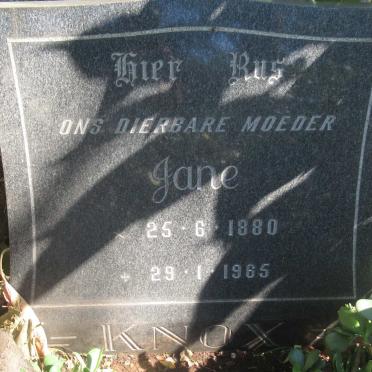 Hier Rus
ONS DIERBARE MOEDER
Jane
* 25·6·1880
+ 29·1·1965
KNOX